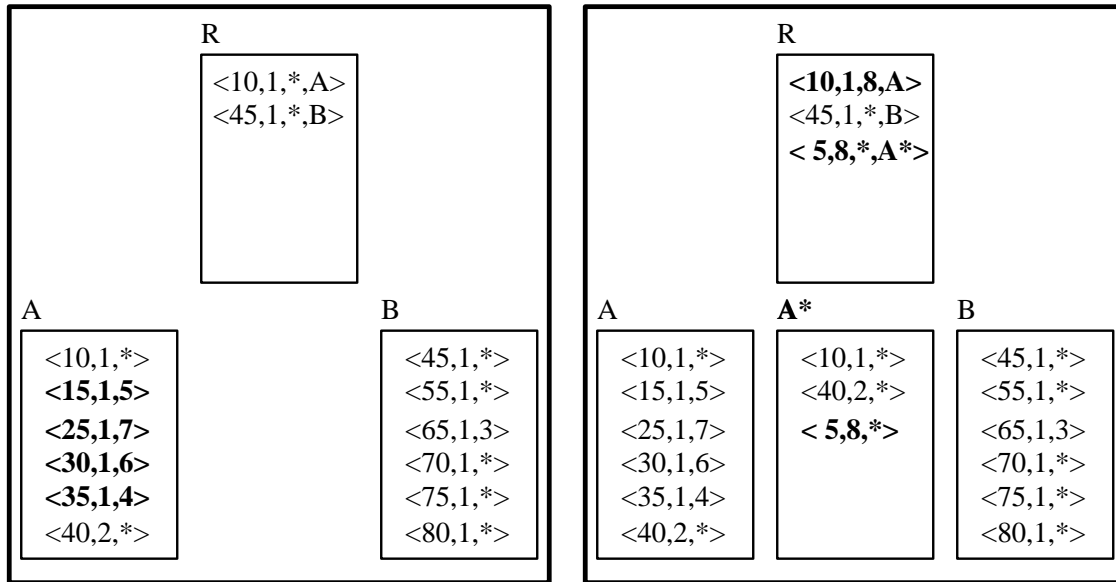 R
<10,1,*,A>
<45,1,*,B>
A
<10,1,*>
<15,1,5>
<25,1,7>
<30,1,6>
<35,1,4>
<40,2,*>
B
<45,1,*>
<55,1,*>
<65,1,3>
<70,1,*>
<75,1,*>
<80,1,*>
R
<10,1,8,A>
<45,1,*,B>
< 5,8,*,A*>
A
<10,1,*>
<15,1,5>
<25,1,7>
<30,1,6>
<35,1,4>
<40,2,*>
A*
<10,1,*>
<40,2,*>
< 5,8,*>
B
<45,1,*>
<55,1,*>
<65,1,3>
<70,1,*>
<75,1,*>
<80,1,*>